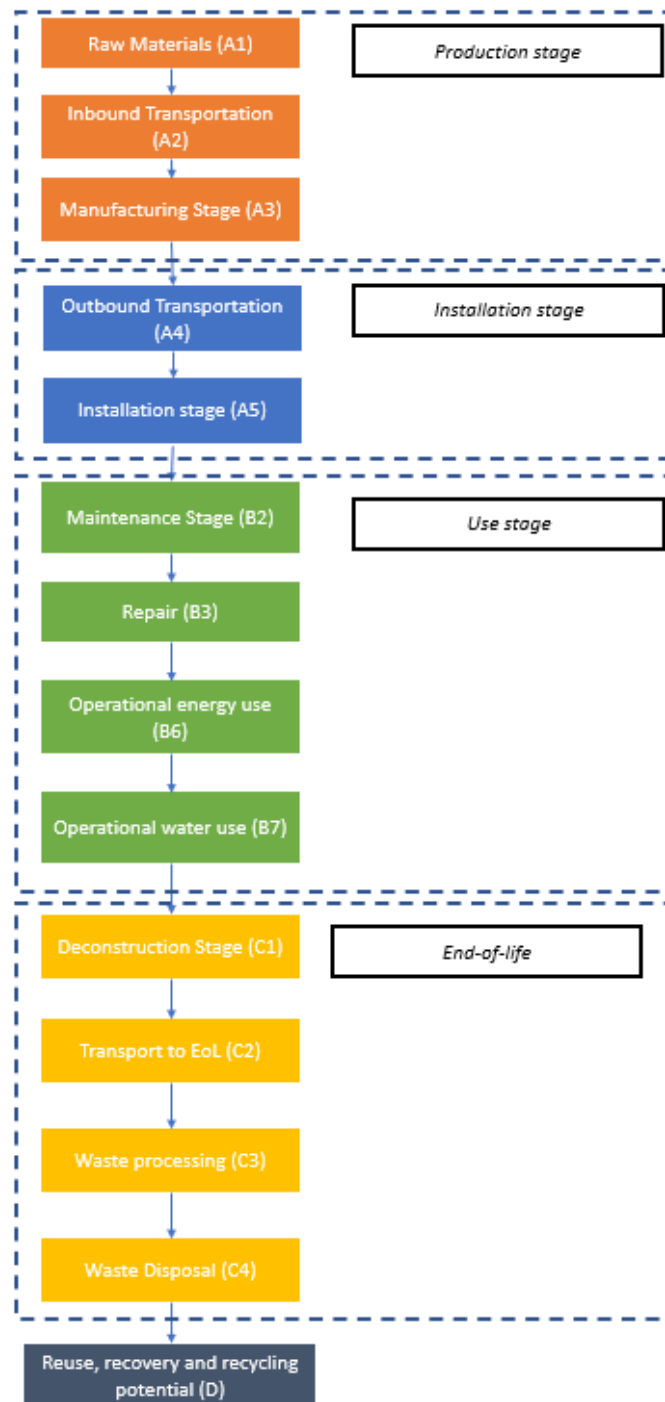 Raw Materials (A1)
Production stage
Inbound Transportation
(A2)
Manufacturing Stage (A3)
Outbound Transportation
(A4)
Installation stage
Installation stage (A5)
Maintenance Stage (B2)
Use stage
Repair (B3)
Operational energy use
(B6)
Operational water use (B7)
Deconstruction Stage (C1)
End-of-life
Transport to EoL (C2)
Waste processing (C3)
Waste Disposal (C4)
Reuse, recovery and recycling
potential (D)